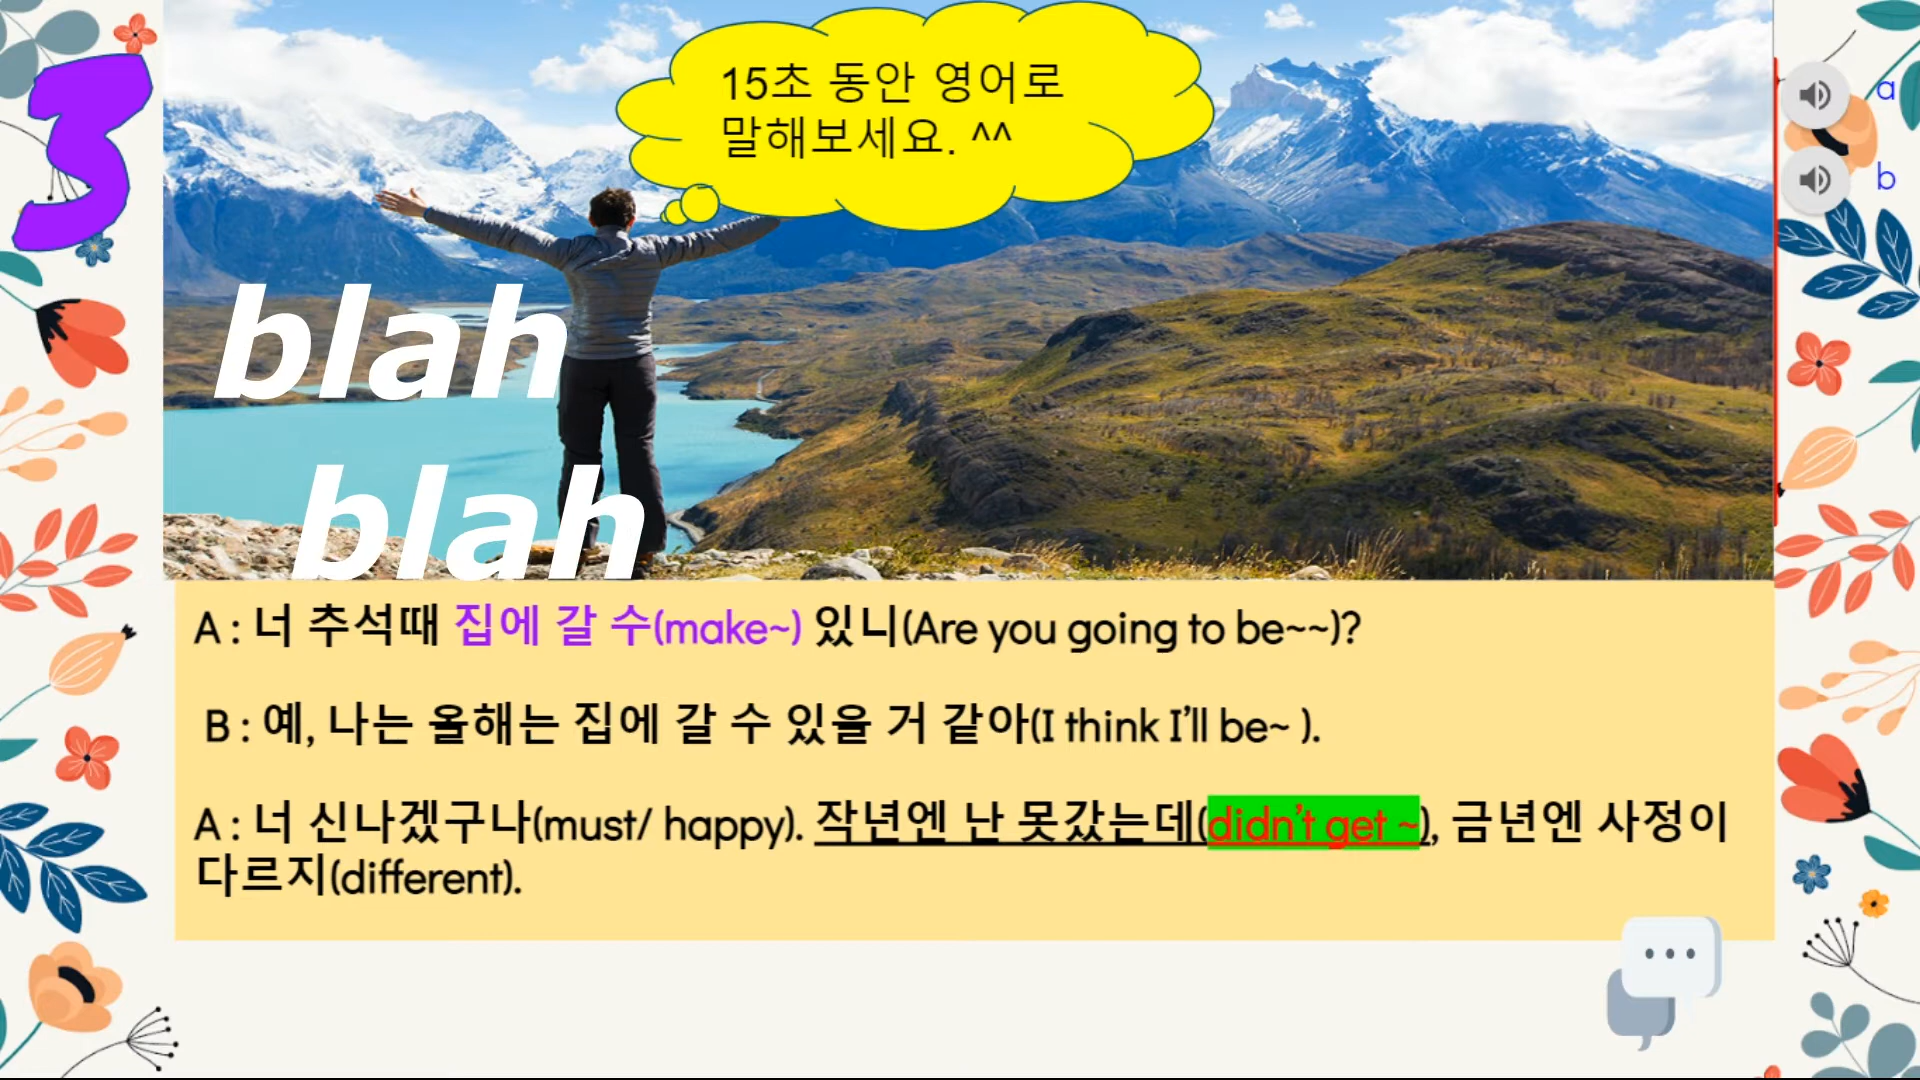 3
15초 동안 영어로
말해보세요. ^^
a
b
blah
blah
A : 너 추석때 집에 갈 수(make~) 있니(Are you going to be~~)?
B : 예, 나는 올해는 집에 갈 수 있을 거 같아(I think I'll be~ ).
A : 너 신나겠구나(must/ happy). 작년엔 난 못갔는데(didn't get ~), 금년엔 사정이
다르지(different).